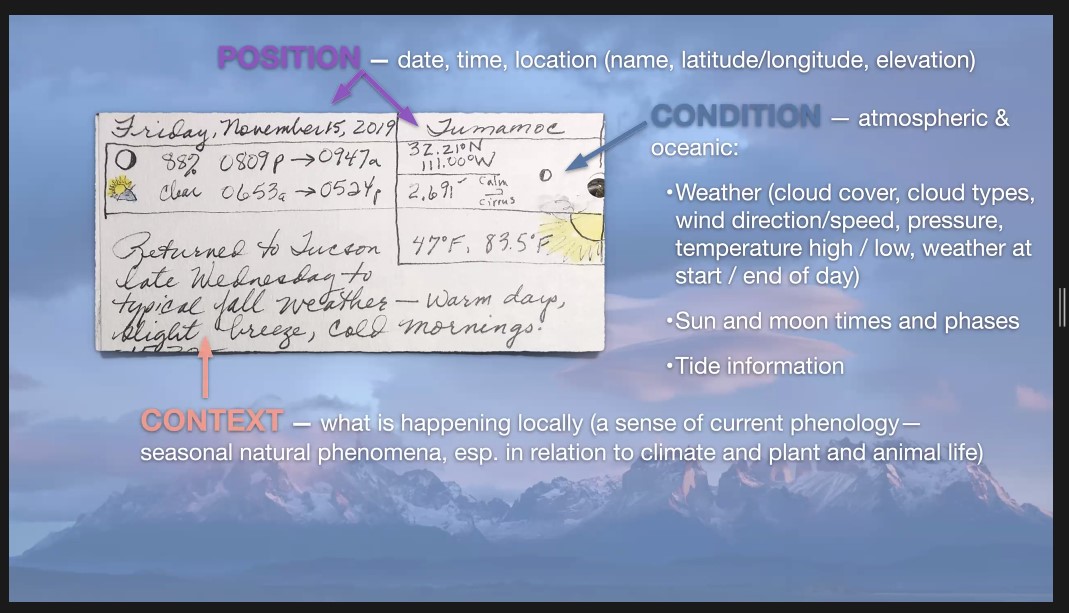 POSITION — date, time, location (name, latitude/longitude, elevation)
CONDITION — atmospheric &
oceanic:
•Weather (cloud cover, cloud types,
wind direction/speed, pressure,
temperature high / low, weather at
start / end of day)
•Sun and moon times and phases
•Tide information
Friday, November 15, 2019
88% 0809p → 0947a
Clear 0653a → 0524p
Tumamoc
32.21°N
111.00°W
2,691' Calm
cirrus
47°F, 83.5°F
Returned to Tucson
late Wednesday to
typical fall weather — warm days,
slight breeze, cold mornings.
CONTEXT — what is happening locally (a sense of current phenology—
seasonal natural phenomena, esp. in relation to climate and plant and animal life)